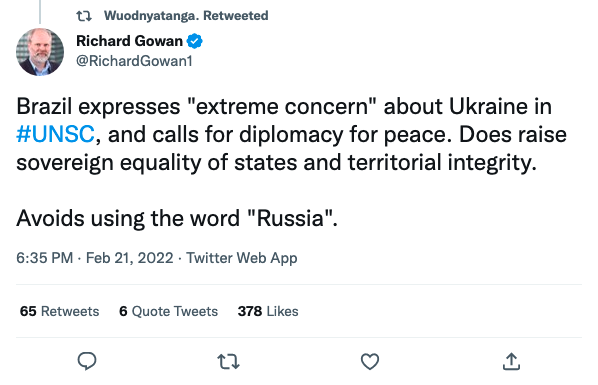 Wuodnyatanga. Retweeted
Richard Gowan
@RichardGowan1
Brazil expresses "extreme concern" about Ukraine in
#UNSC, and calls for diplomacy for peace. Does raise
sovereign equality of states and territorial integrity.
Avoids using the word "Russia".
6:35 PM · Feb 21, 2022 · Twitter Web App
65 Retweets 6 Quote Tweets 378 Likes